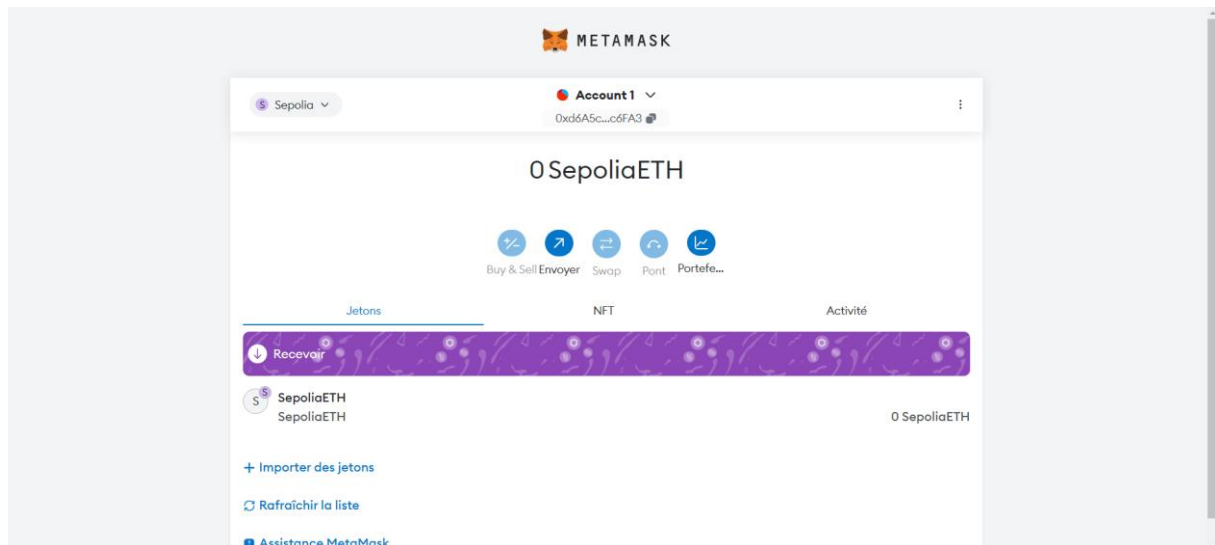 METAMASK
S Sepolia
Account 1
0xd6A5c...c6FA3
0 SepoliaETH
Buy & Sell Envoyer Swap Pont Portefe...
Jetons NFT Activité
Recevoir
S S SepoliaETH
SepoliaETH 0 SepoliaETH
+ Importer des jetons
Rafraîchir la liste
Assistance MetaMask